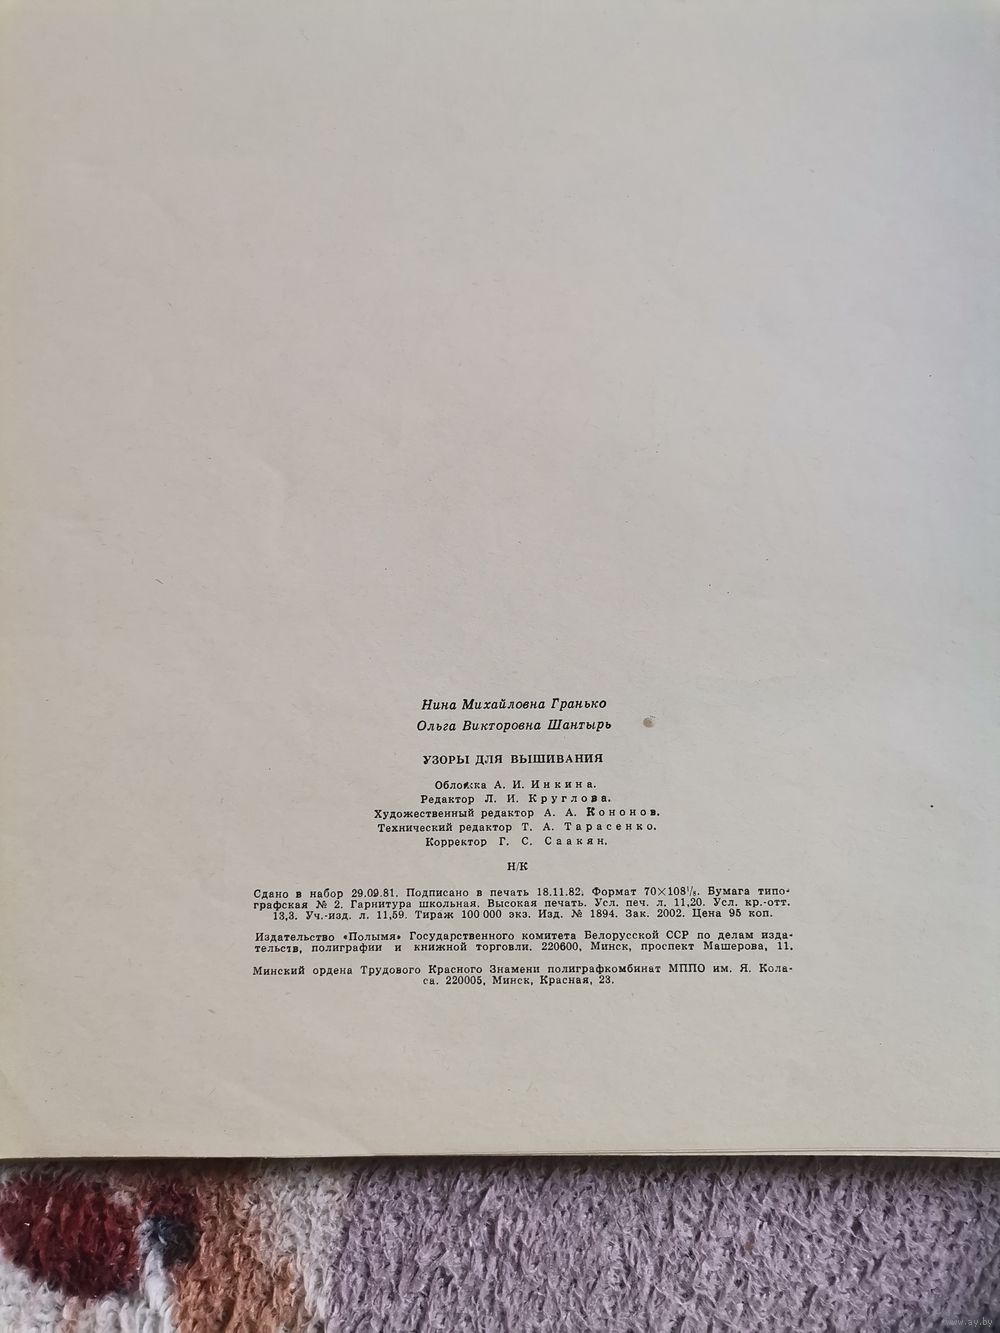 Нина Михайловна Гранько
Ольга Викторовна Шантырь
УЗОРЫ ДЛЯ ВЫШИВАНИЯ
Обложка А. И. Инкина.
Редактор Л. И. Круглова.
Художественный редактор А. А. Кононов.
Технический редактор Т. А. Тарасенко.
Корректор Г. С. Саакян.
Н/К
Сдано в набор 29.09.81. Подписано в печать 18.11.82. Формат 70×108¹/₈. Бумага типо-
графская № 2. Гарнитура школьная. Высокая печать. Усл. печ. л. 11,20. Усл. кр.-отт.
13,3. Уч.-изд. л. 11,59. Тираж 100 000 экз. Изд. № 1894. Зак. 2002. Цена 95 коп.
Издательство «Полымя» Государственного комитета Белорусской ССР по делам изда-
тельств, полиграфии и книжной торговли. 220600, Минск, проспект Машерова, 11.
Минский ордена Трудового Красного Знамени полиграфкомбинат МППО им. Я. Кола-
са. 220005, Минск, Красная, 23.
www.ay.by